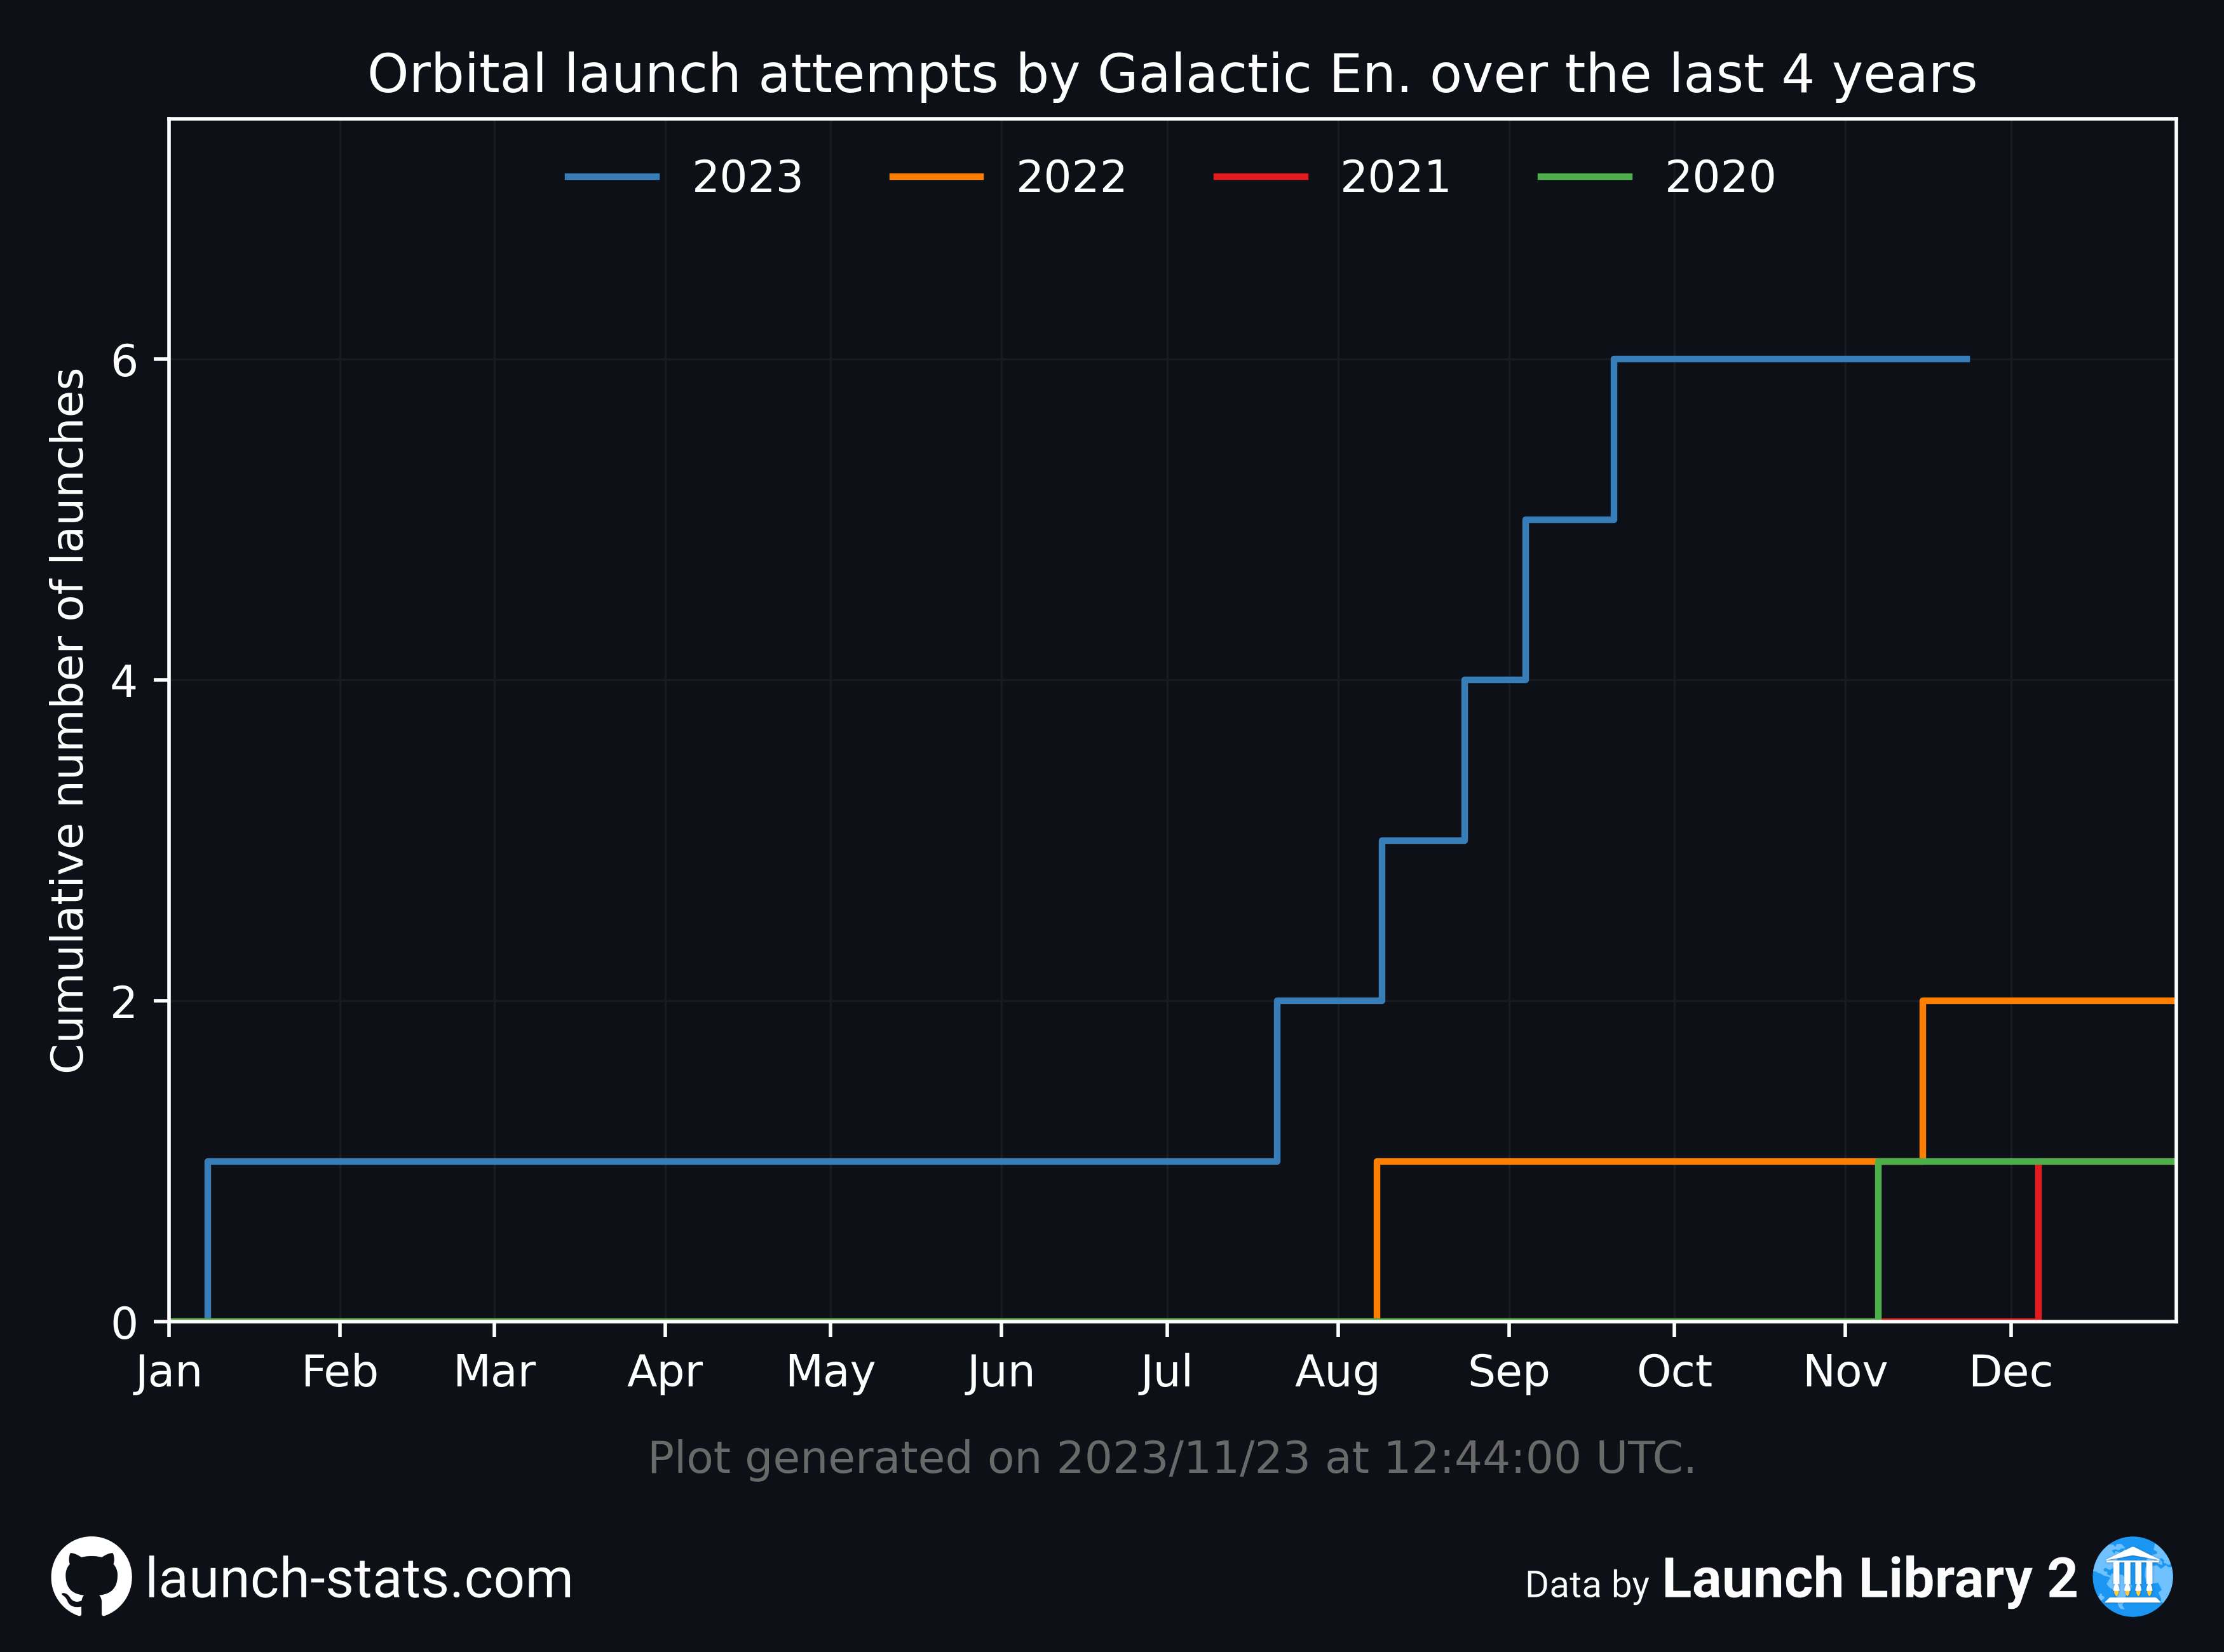 Orbital launch attempts by Galactic En. over the last 4 years
2023 2022 2021 2020
Cumulative number of launches
6
4
2
0
Jan Feb Mar Apr May Jun Jul Aug Sep Oct Nov Dec
Plot generated on 2023/11/23 at 12:44:00 UTC.
launch-stats.com
Data by Launch Library 2